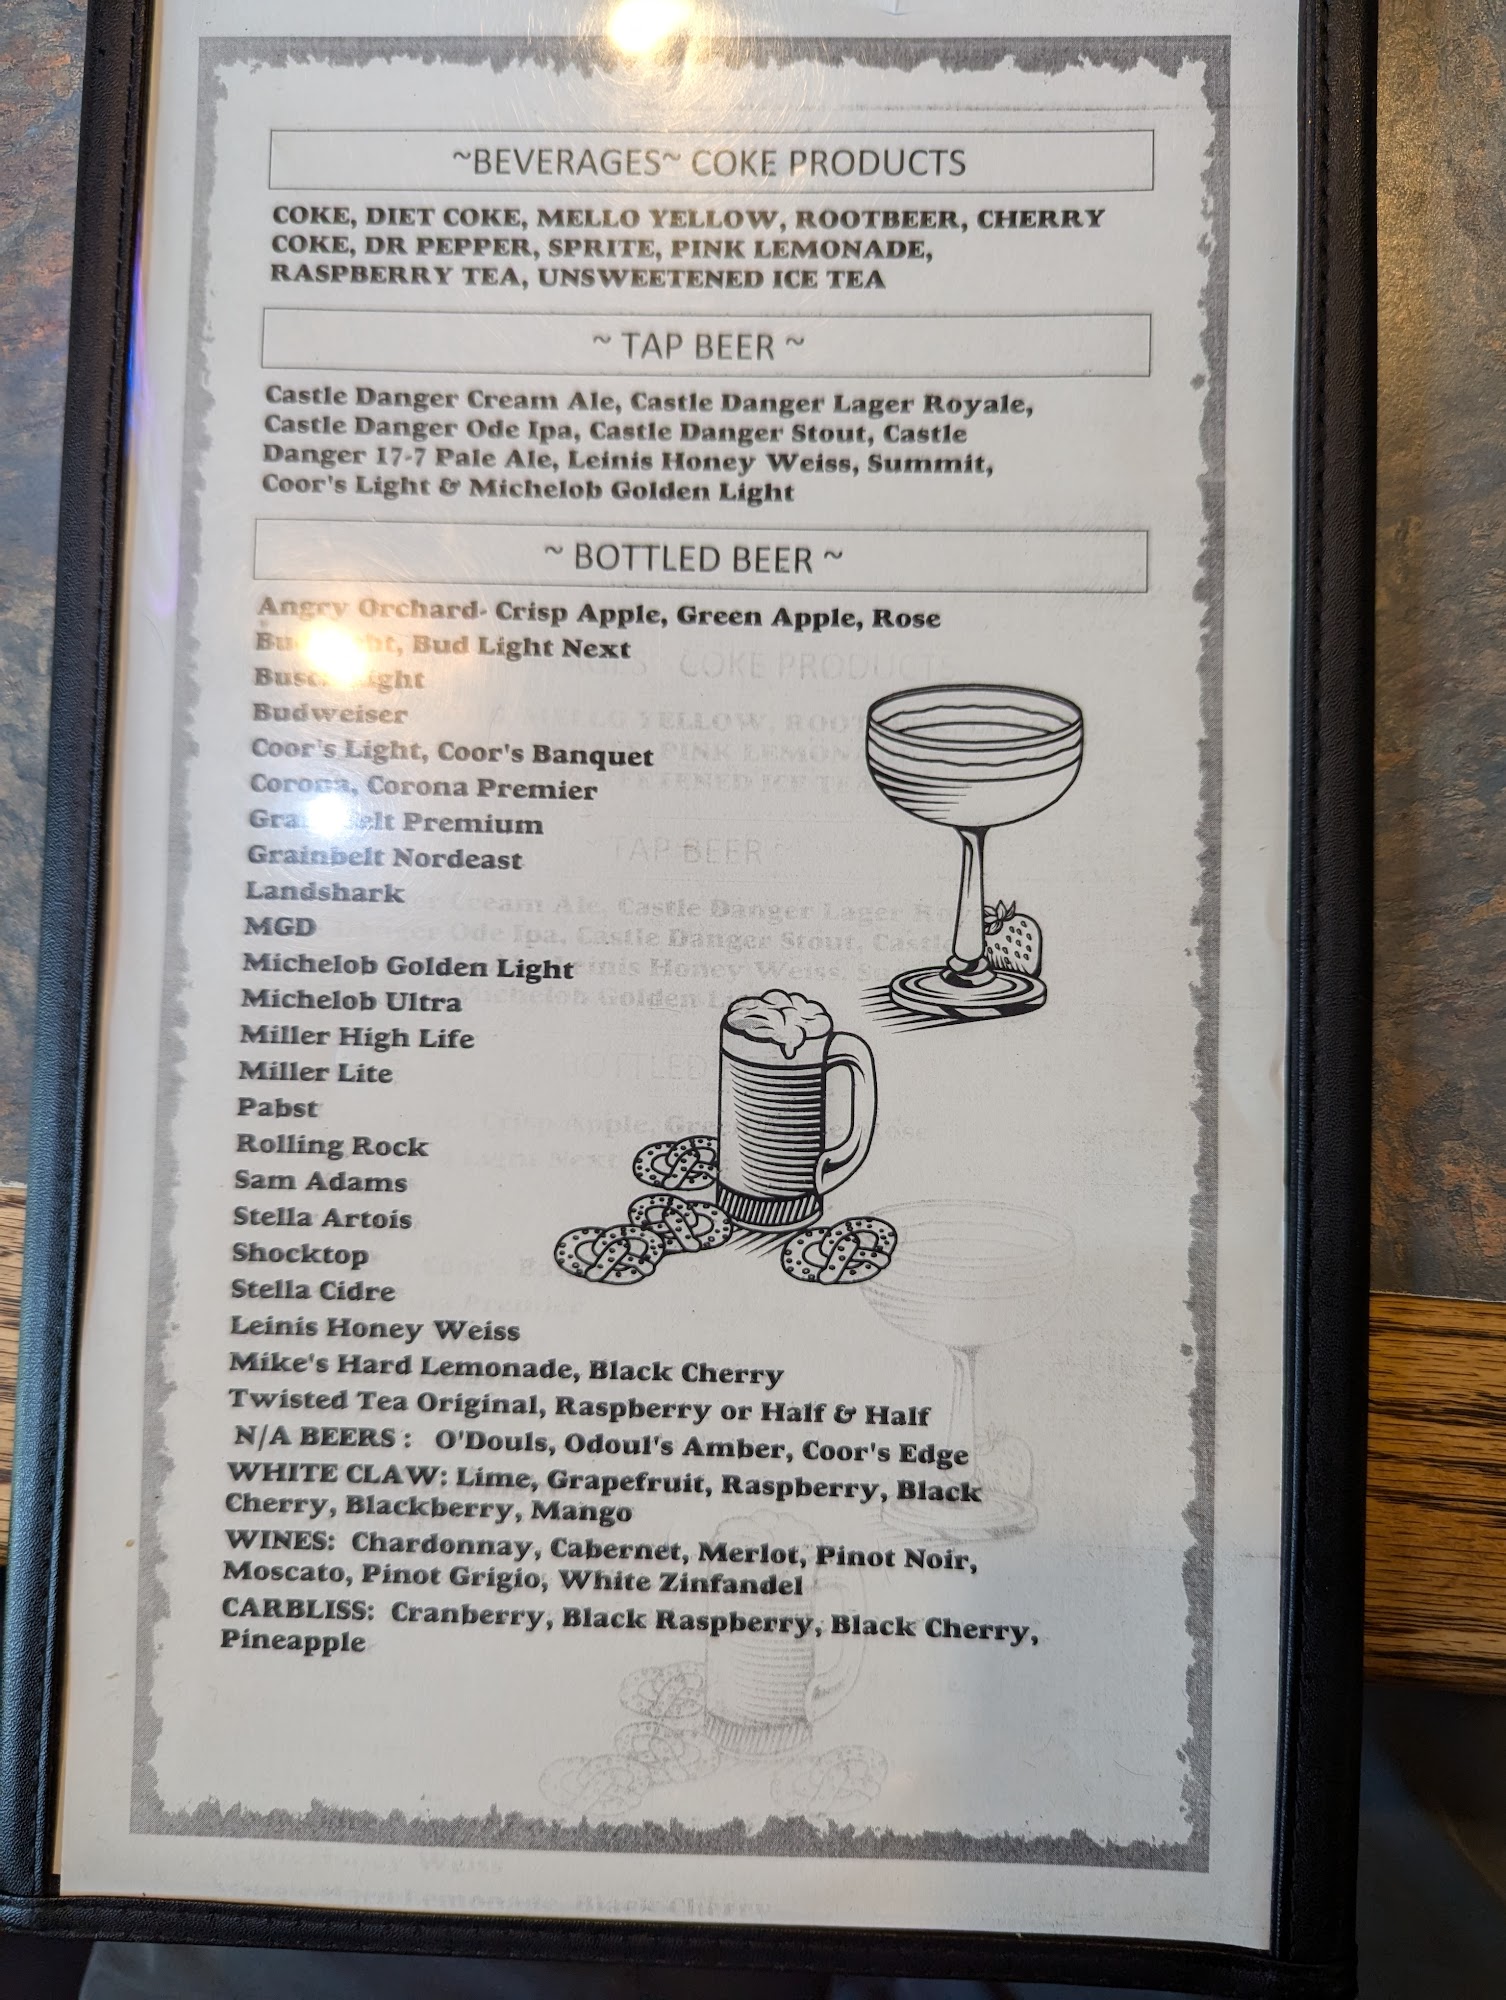 ~BEVERAGES~ COKE PRODUCTS
COKE, DIET COKE, MELLO YELLOW, ROOTBEER, CHERRY
COKE, DR PEPPER, SPRITE, PINK LEMONADE,
RASPBERRY TEA, UNSWEETENED ICE TEA
~ TAP BEER ~
Castle Danger Cream Ale, Castle Danger Lager Royale,
Castle Danger Ode Ipa, Castle Danger Stout, Castle
Danger 17-7 Pale Ale, Leinis Honey Weiss, Summit,
Coor's Light & Michelob Golden Light
~ BOTTLED BEER ~
Angry Orchard- Crisp Apple, Green Apple, Rose
Bud Light, Bud Light Next
Busch Light
Budweiser
Coor's Light, Coor's Banquet
Corona, Corona Premier
Grainbelt Premium
Grainbelt Nordeast
Landshark
MGD
Michelob Golden Light
Michelob Ultra
Miller High Life
Miller Lite
Pabst
Rolling Rock
Sam Adams
Stella Artois
Shocktop
Stella Cidre
Leinis Honey Weiss
Mike's Hard Lemonade, Black Cherry
Twisted Tea Original, Raspberry or Half & Half
N/A BEERS : O'Douls, Odoul's Amber, Coor's Edge
WHITE CLAW: Lime, Grapefruit, Raspberry, Black
Cherry, Blackberry, Mango
WINES: Chardonnay, Cabernet, Merlot, Pinot Noir,
Moscato, Pinot Grigio, White Zinfandel
CARBLISS: Cranberry, Black Raspberry, Black Cherry,
Pineapple